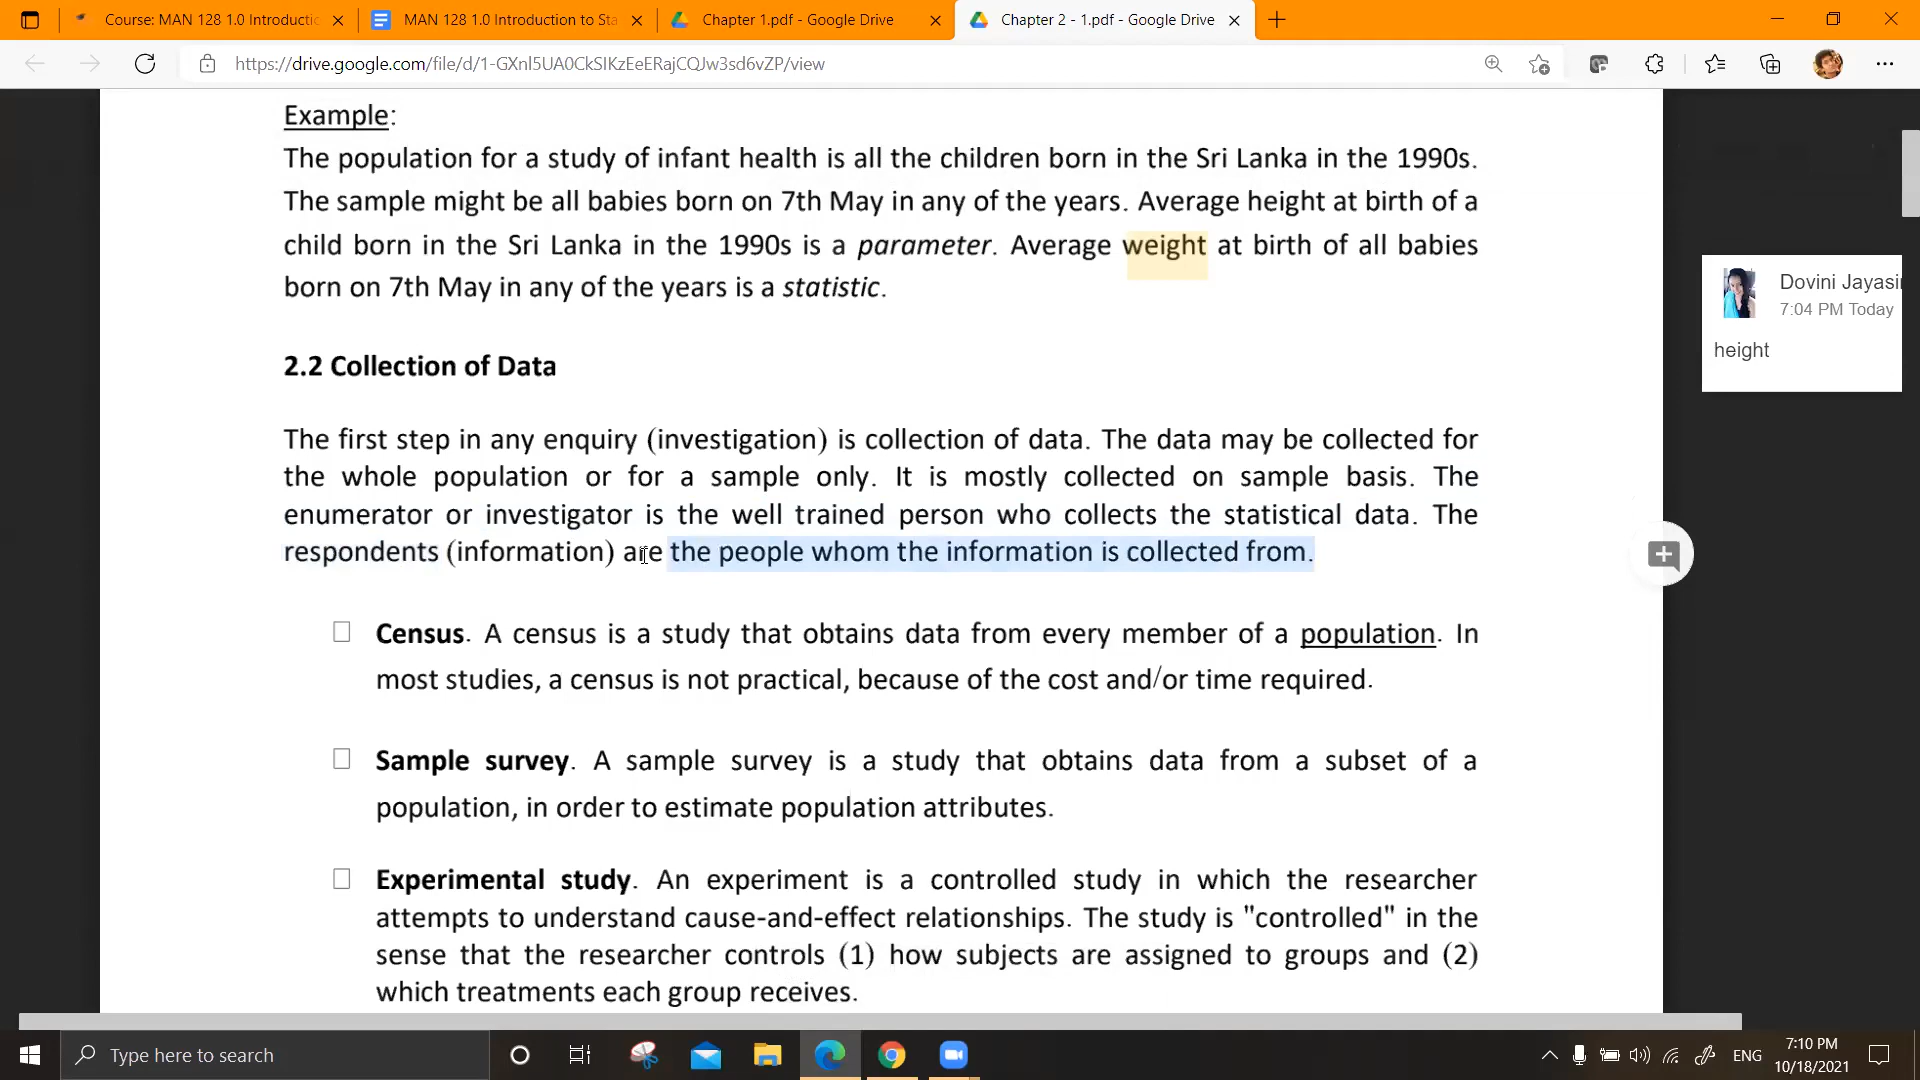 Course: MAN 128 1.0 Introductic
MAN 128 1.0 Introduction to Sta
Chapter 1.pdf - Google Drive
Chapter 2 - 1.pdf - Google Drive
https://drive.google.com/file/d/1-GXnl5UA0CkSIKzEeERajCQJw3sd6vZP/view
Example:
The population for a study of infant health is all the children born in the Sri Lanka in the 1990s.
The sample might be all babies born on 7th May in any of the years. Average height at birth of a
child born in the Sri Lanka in the 1990s is a parameter. Average weight at birth of all babies
born on 7th May in any of the years is a statistic.
Dovini Jayasi
7:04 PM Today
height
2.2 Collection of Data
The first step in any enquiry (investigation) is collection of data. The data may be collected for
the whole population or for a sample only. It is mostly collected on sample basis. The
enumerator or investigator is the well trained person who collects the statistical data. The
respondents (information) are the people whom the information is collected from.
Census. A census is a study that obtains data from every member of a population. In
most studies, a census is not practical, because of the cost and/or time required.
Sample survey. A sample survey is a study that obtains data from a subset of a
population, in order to estimate population attributes.
Experimental study. An experiment is a controlled study in which the researcher
attempts to understand cause-and-effect relationships. The study is "controlled" in the
sense that the researcher controls (1) how subjects are assigned to groups and (2)
which treatments each group receives.
Type here to search
ENG
7:10 PM
10/18/2021